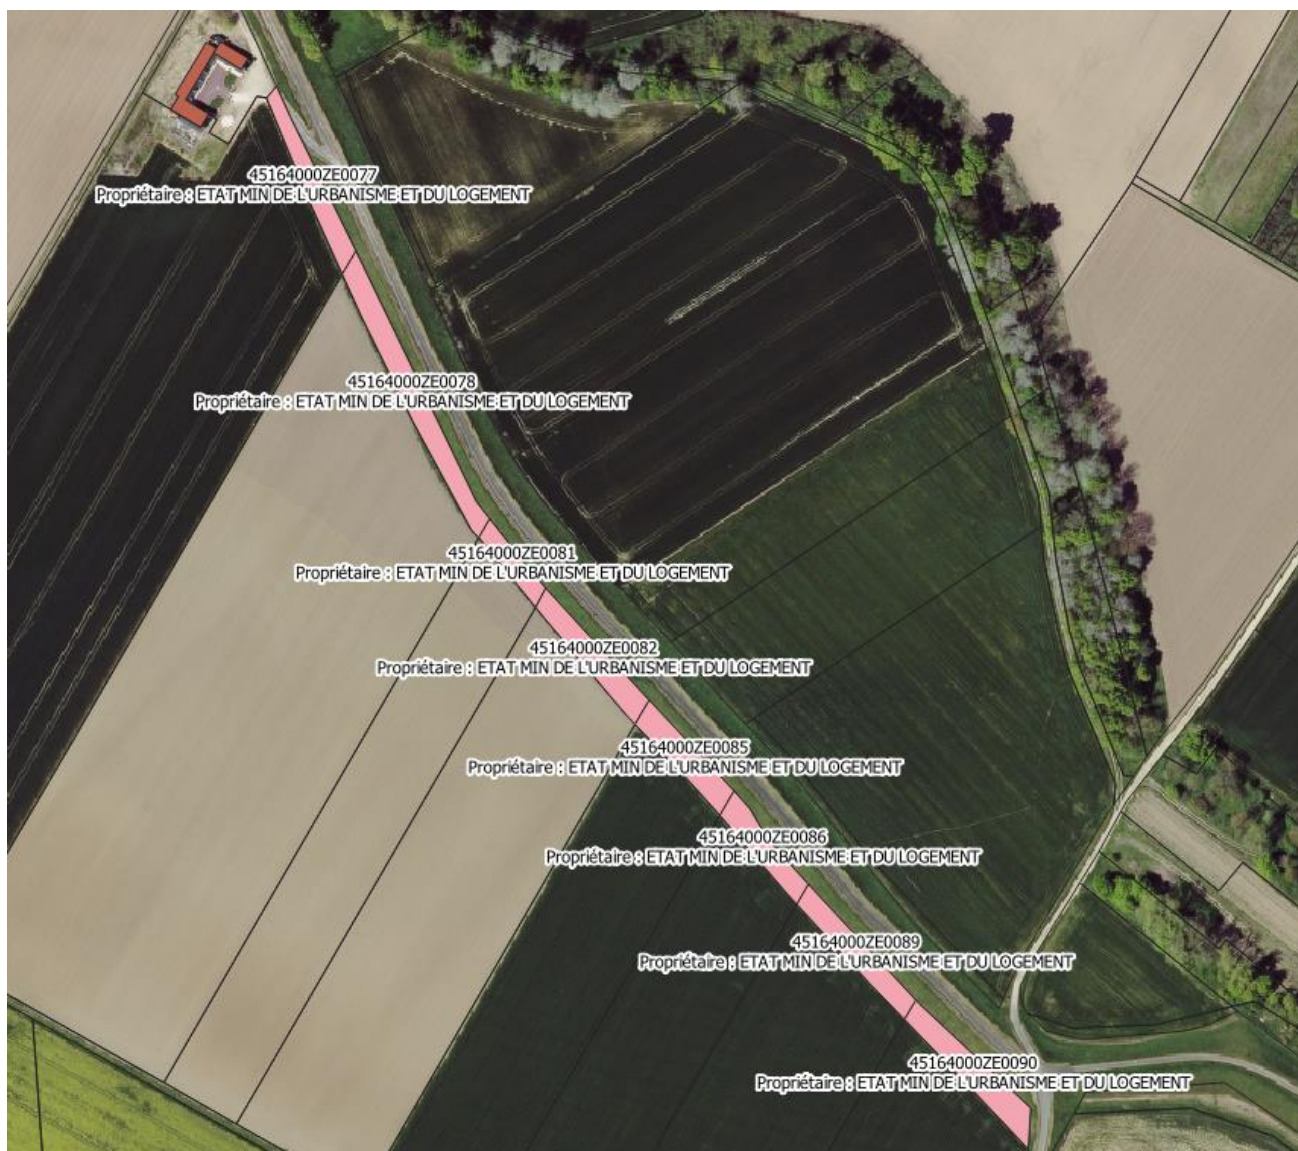 45164000ZE0077
Propriétaire : ETAT MIN DE L'URBANISME ET DU LOGEMENT
45164000ZE0078
Propriétaire : ETAT MIN DE L'URBANISME ET DU LOGEMENT
45164000ZE0081
Propriétaire : ETAT MIN DE L'URBANISME ET DU LOGEMENT
45164000ZE0082
Propriétaire : ETAT MIN DE L'URBANISME ET DU LOGEMENT
45164000ZE0085
Propriétaire : ETAT MIN DE L'URBANISME ET DU LOGEMENT
45164000ZE0086
Propriétaire : ETAT MIN DE L'URBANISME ET DU LOGEMENT
45164000ZE0089
Propriétaire : ETAT MIN DE L'URBANISME ET DU LOGEMENT
45164000ZE0090
Propriétaire : ETAT MIN DE L'URBANISME ET DU LOGEMENT